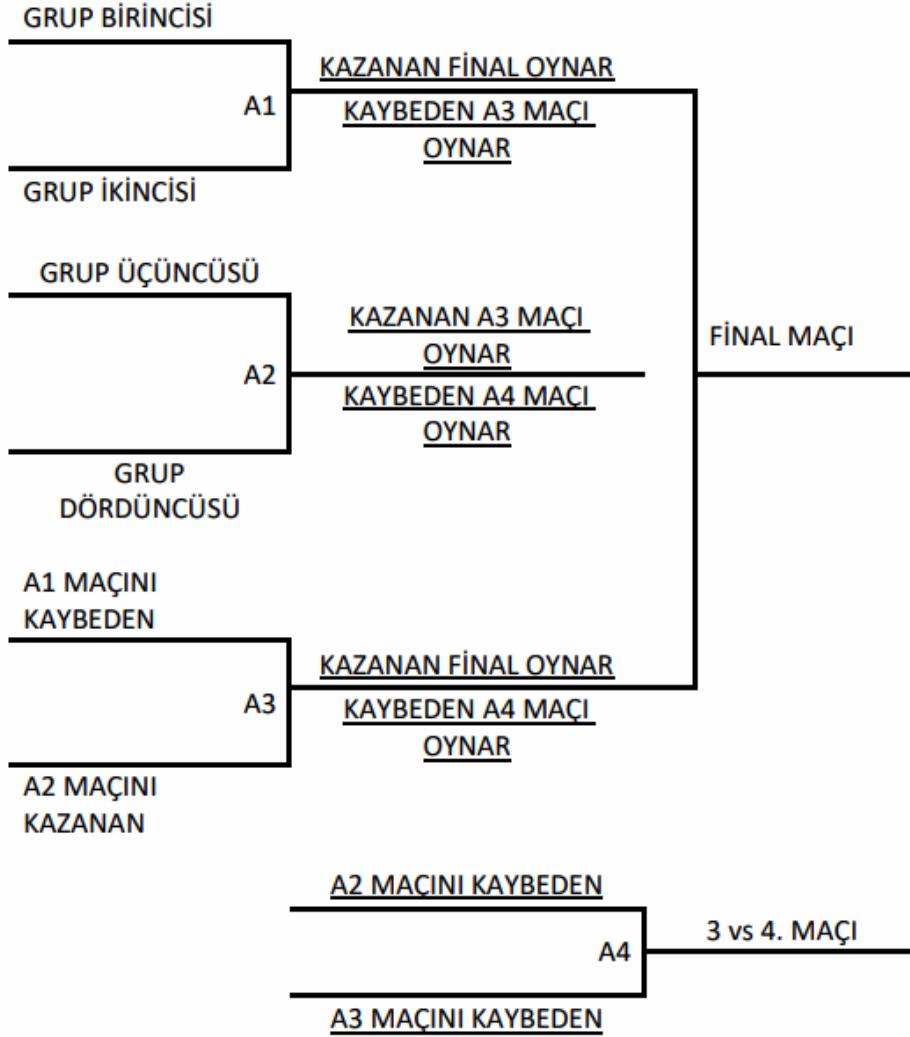 GRUP BİRİNCİSİ
KAZANAN FİNAL OYNAR
A1
KAYBEDEN A3 MAÇI
OYNAR
GRUP İKİNCİSİ
GRUP ÜÇÜNCÜSÜ
KAZANAN A3 MAÇI
OYNAR
FİNAL MAÇI
A2
KAYBEDEN A4 MAÇI
OYNAR
GRUP
DÖRDÜNCÜSÜ
A1 MAÇINI
KAYBEDEN
KAZANAN FİNAL OYNAR
A3
KAYBEDEN A4 MAÇI
OYNAR
A2 MAÇINI
KAZANAN
A2 MAÇINI KAYBEDEN
3 vs 4. MAÇI
A4
A3 MAÇINI KAYBEDEN